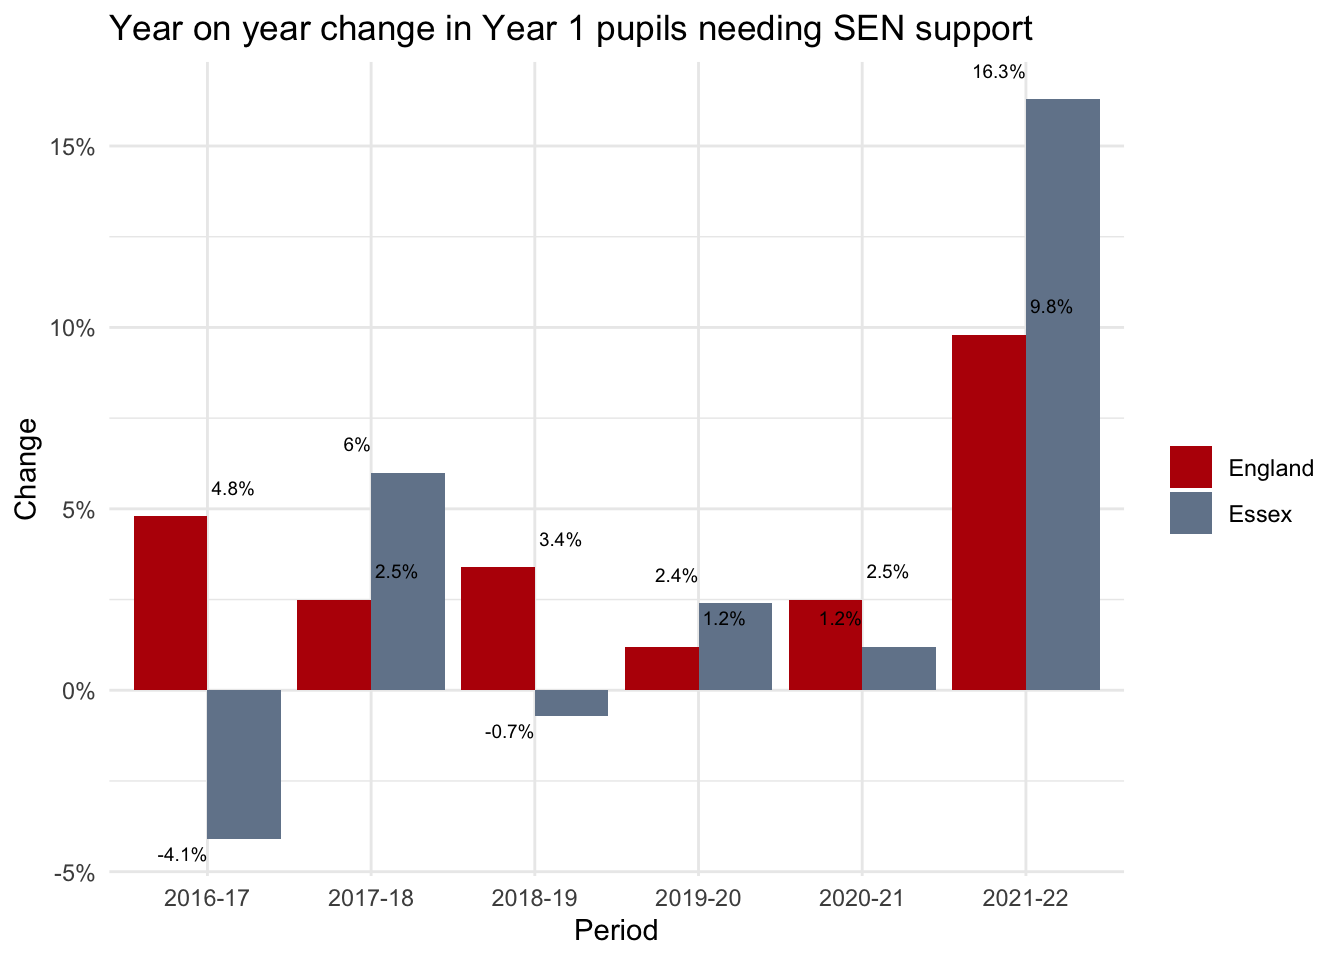 Year on year change in Year 1 pupils needing SEN support
16.3%
15%
9.8%
10%
6%
4.8%
5%
3.4%
2.5%
2.4%
2.5%
1.2%
1.2%
0%
-0.7%
-4.1%
-5%
Change
England
Essex
2016-17 2017-18 2018-19 2019-20 2020-21 2021-22
Period